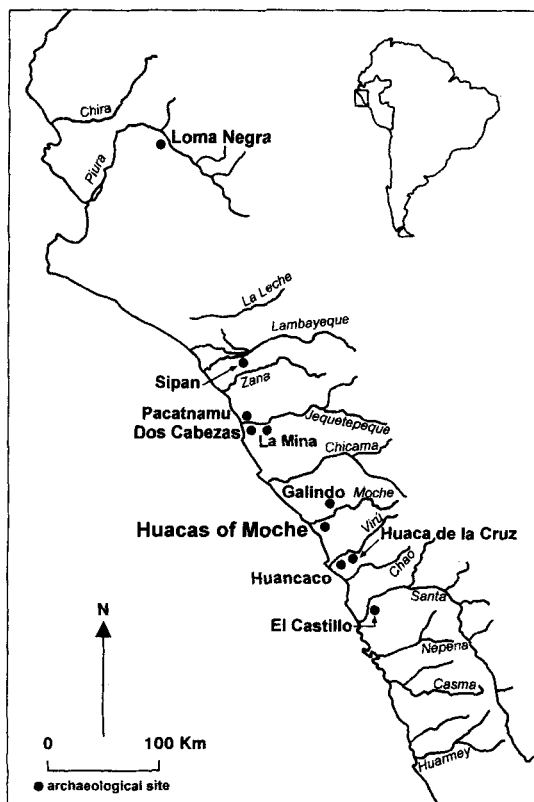 Chira
Loma Negra
Piura
La Leche
Lambayeque
Sipan
Zana
Pacatnamu
Jequetepeque
Dos Cabezas
La Mina
Chicama
Galindo
Moche
Huacas of Moche
Virú
Huaca de la Cruz
Chao
Huancaco
Santa
El Castillo
N
Nepena
Casma
0 100 Km
Huarmey
archaeological site